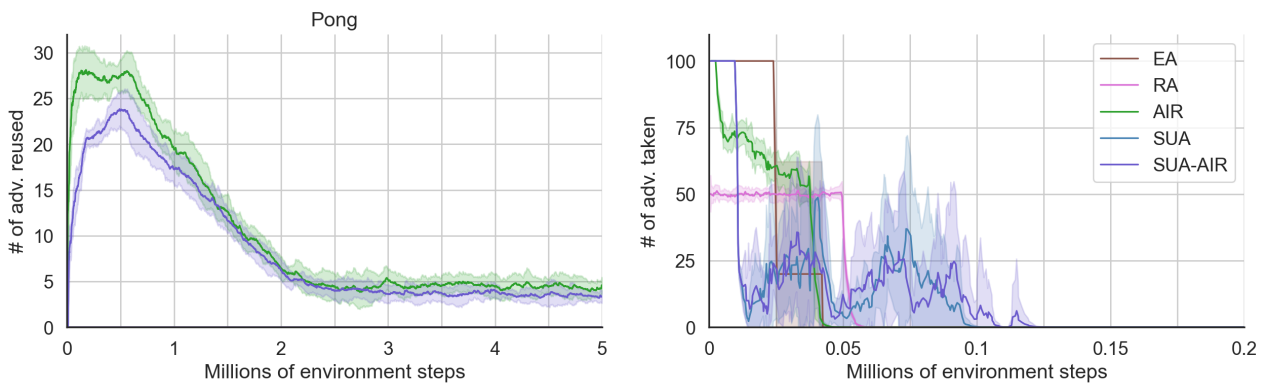 Pong
# of adv. reused
30
25
20
15
10
5
0
0 1 2 3 4 5
Millions of environment steps
# of adv. taken
100
75
50
25
0
0 0.05 0.1 0.15 0.2
Millions of environment steps
EA
RA
AIR
SUA
SUA-AIR